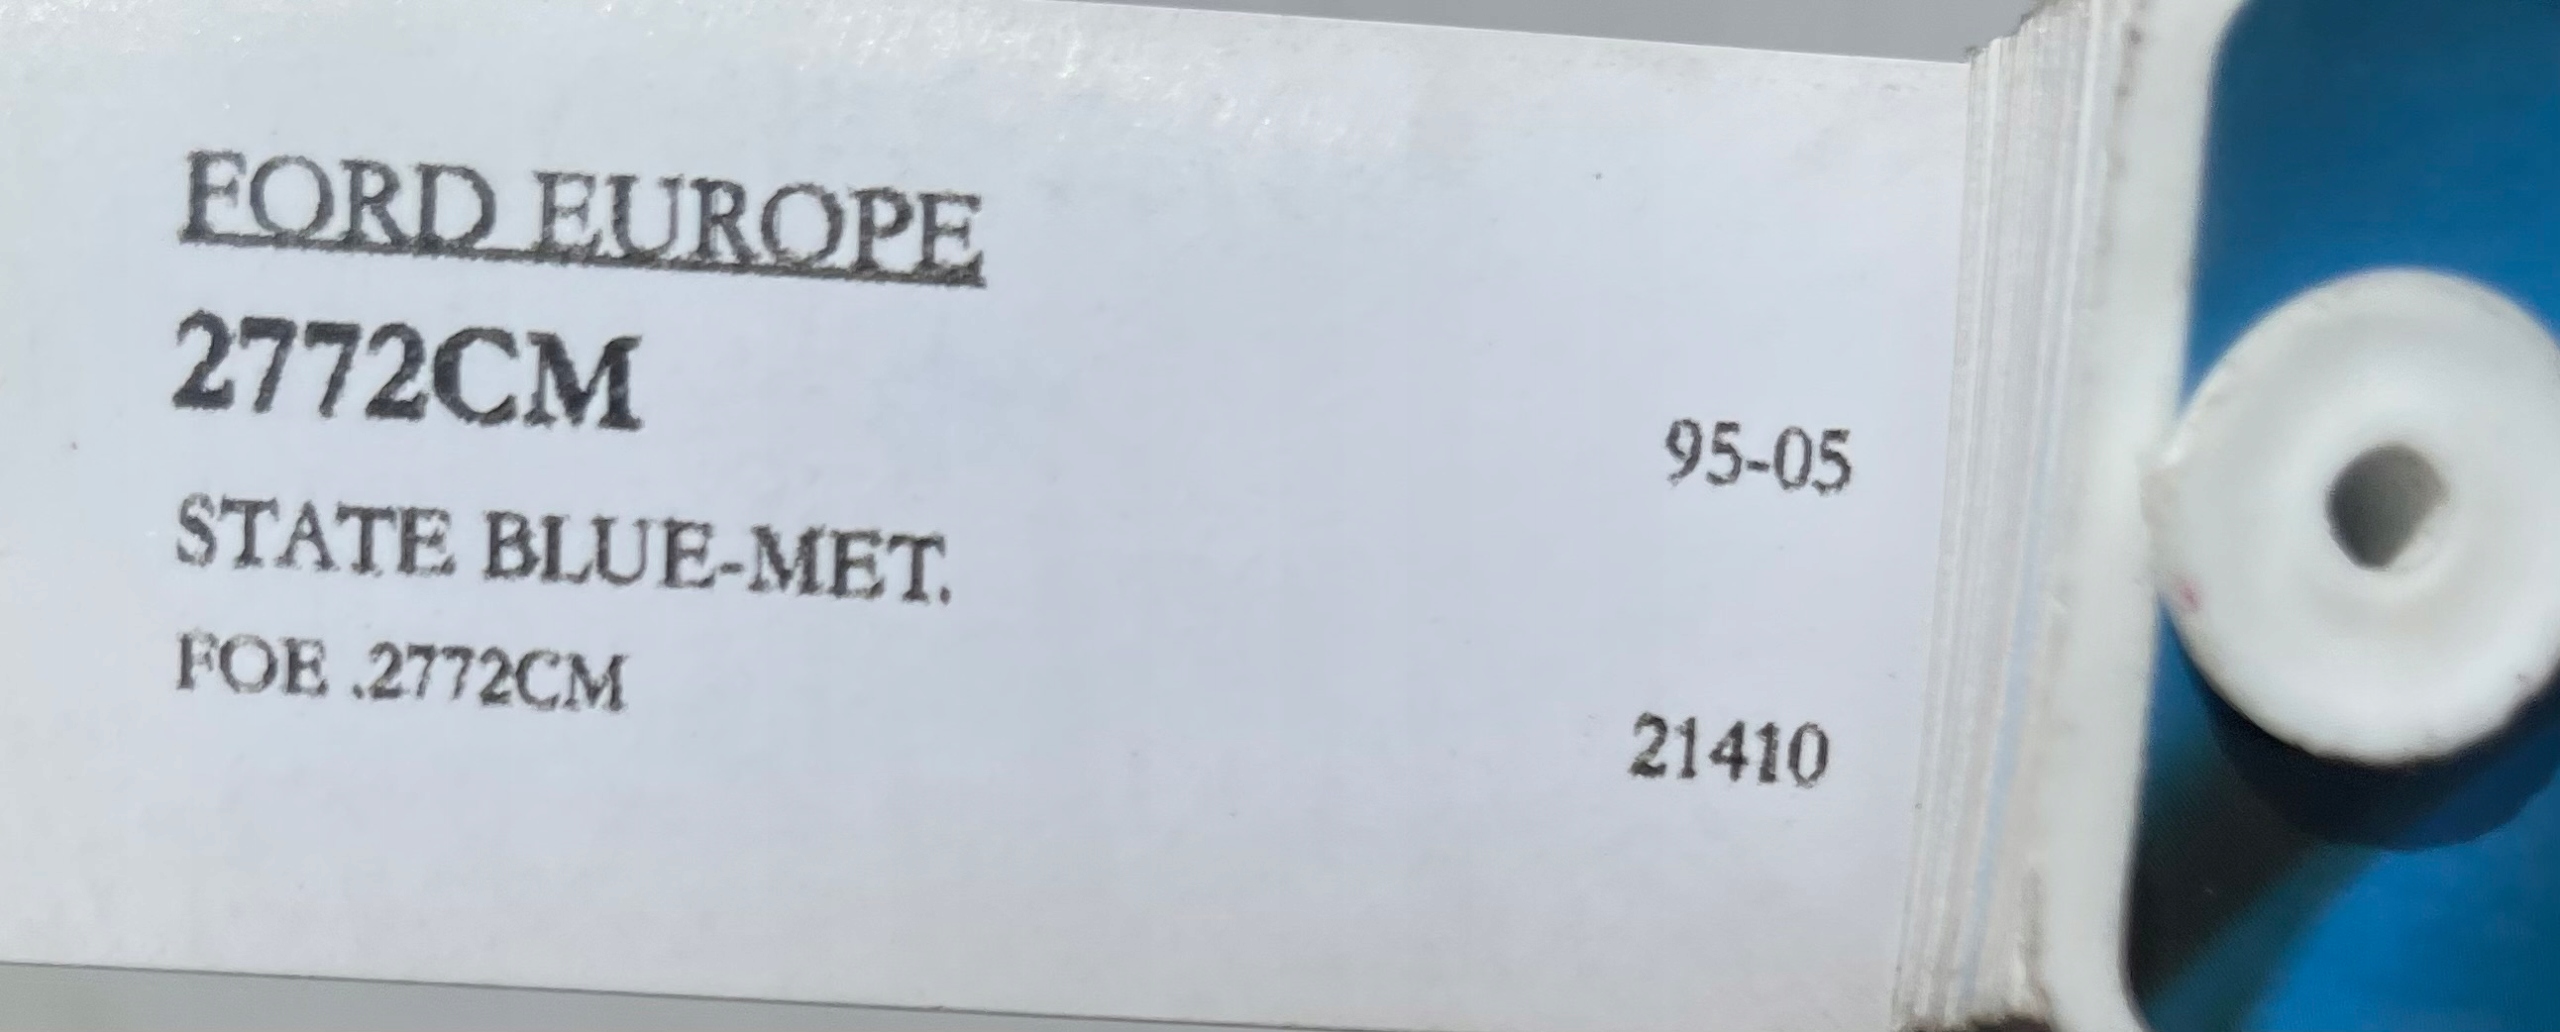 FORD EUROPE
2772CM
95-05
STATE BLUE-MET.
FOE .2772CM
21410